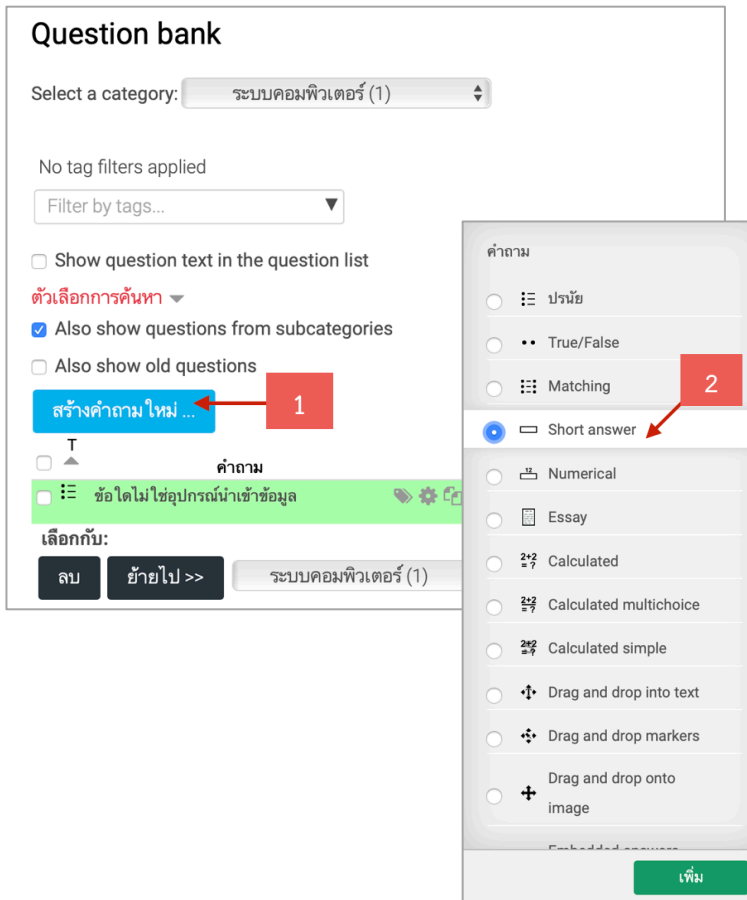 Question bank
Select a category: ระบบคอมพิวเตอร์ (1)
No tag filters applied
Filter by tags...
Show question text in the question list
ตัวเลือกการค้นหา
Also show questions from subcategories
Also show old questions
สร้างคำถามใหม่ ...
1
T
คำถาม
ข้อใดไม่ใช่อุปกรณ์นำเข้าข้อมูล
เลือกกับ:
ลบ
ย้ายไป >>
ระบบคอมพิวเตอร์ (1)
คำถาม
ปรนัย
True/False
Matching
2
Short answer
12 Numerical
Essay
2+2 =? Calculated
2+2 =? Calculated multichoice
2+2 =? Calculated simple
Drag and drop into text
Drag and drop markers
Drag and drop onto
image
เพิ่ม